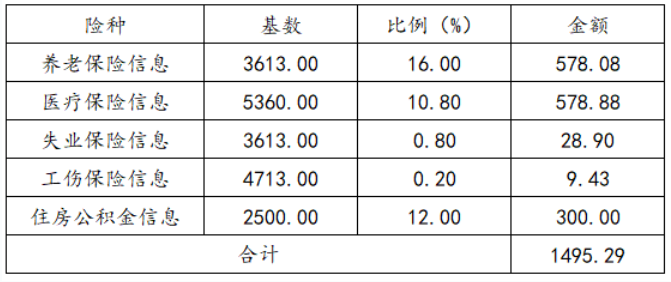 险种 基数 比例（%） 金额
养老保险信息 3613.00 16.00 578.08
医疗保险信息 5360.00 10.80 578.88
失业保险信息 3613.00 0.80 28.90
工伤保险信息 4713.00 0.20 9.43
住房公积金信息 2500.00 12.00 300.00
合计 1495.29